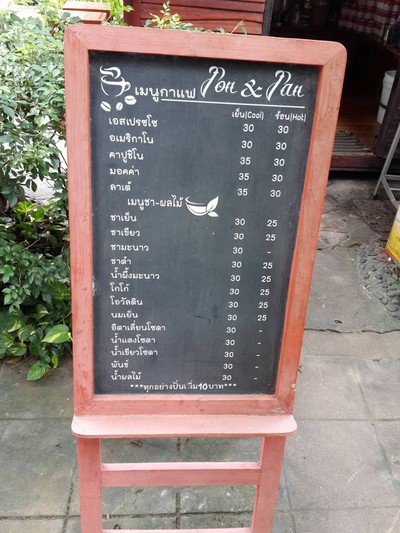 เมนูกาแฟ Pon & Pan
เย็น(Cool) ร้อน(Hot)
เอสเปรซโซ 30 30
อเมริกาโน 30 30
คาปูชิโน 35 30
มอคค่า 35 30
ลาเต้ 35 30
เมนูชา-ผลไม้
ชาเย็น 30 25
ชาเขียว 30 25
ชามะนาว 30 -
ชาดำ 30 25
น้ำผึ้งมะนาว 30 25
โกโก้ 30 25
โอวัลติน 30 25
นมเย็น 30 25
อิตาเลียนโซดา 30 -
น้ำแดงโซดา 30 -
น้ำเขียวโซดา 30 -
พันช์ 30 -
น้ำผลไม้ 30 -
***ทุกอย่างปั่นเพิ่ม10บาท***